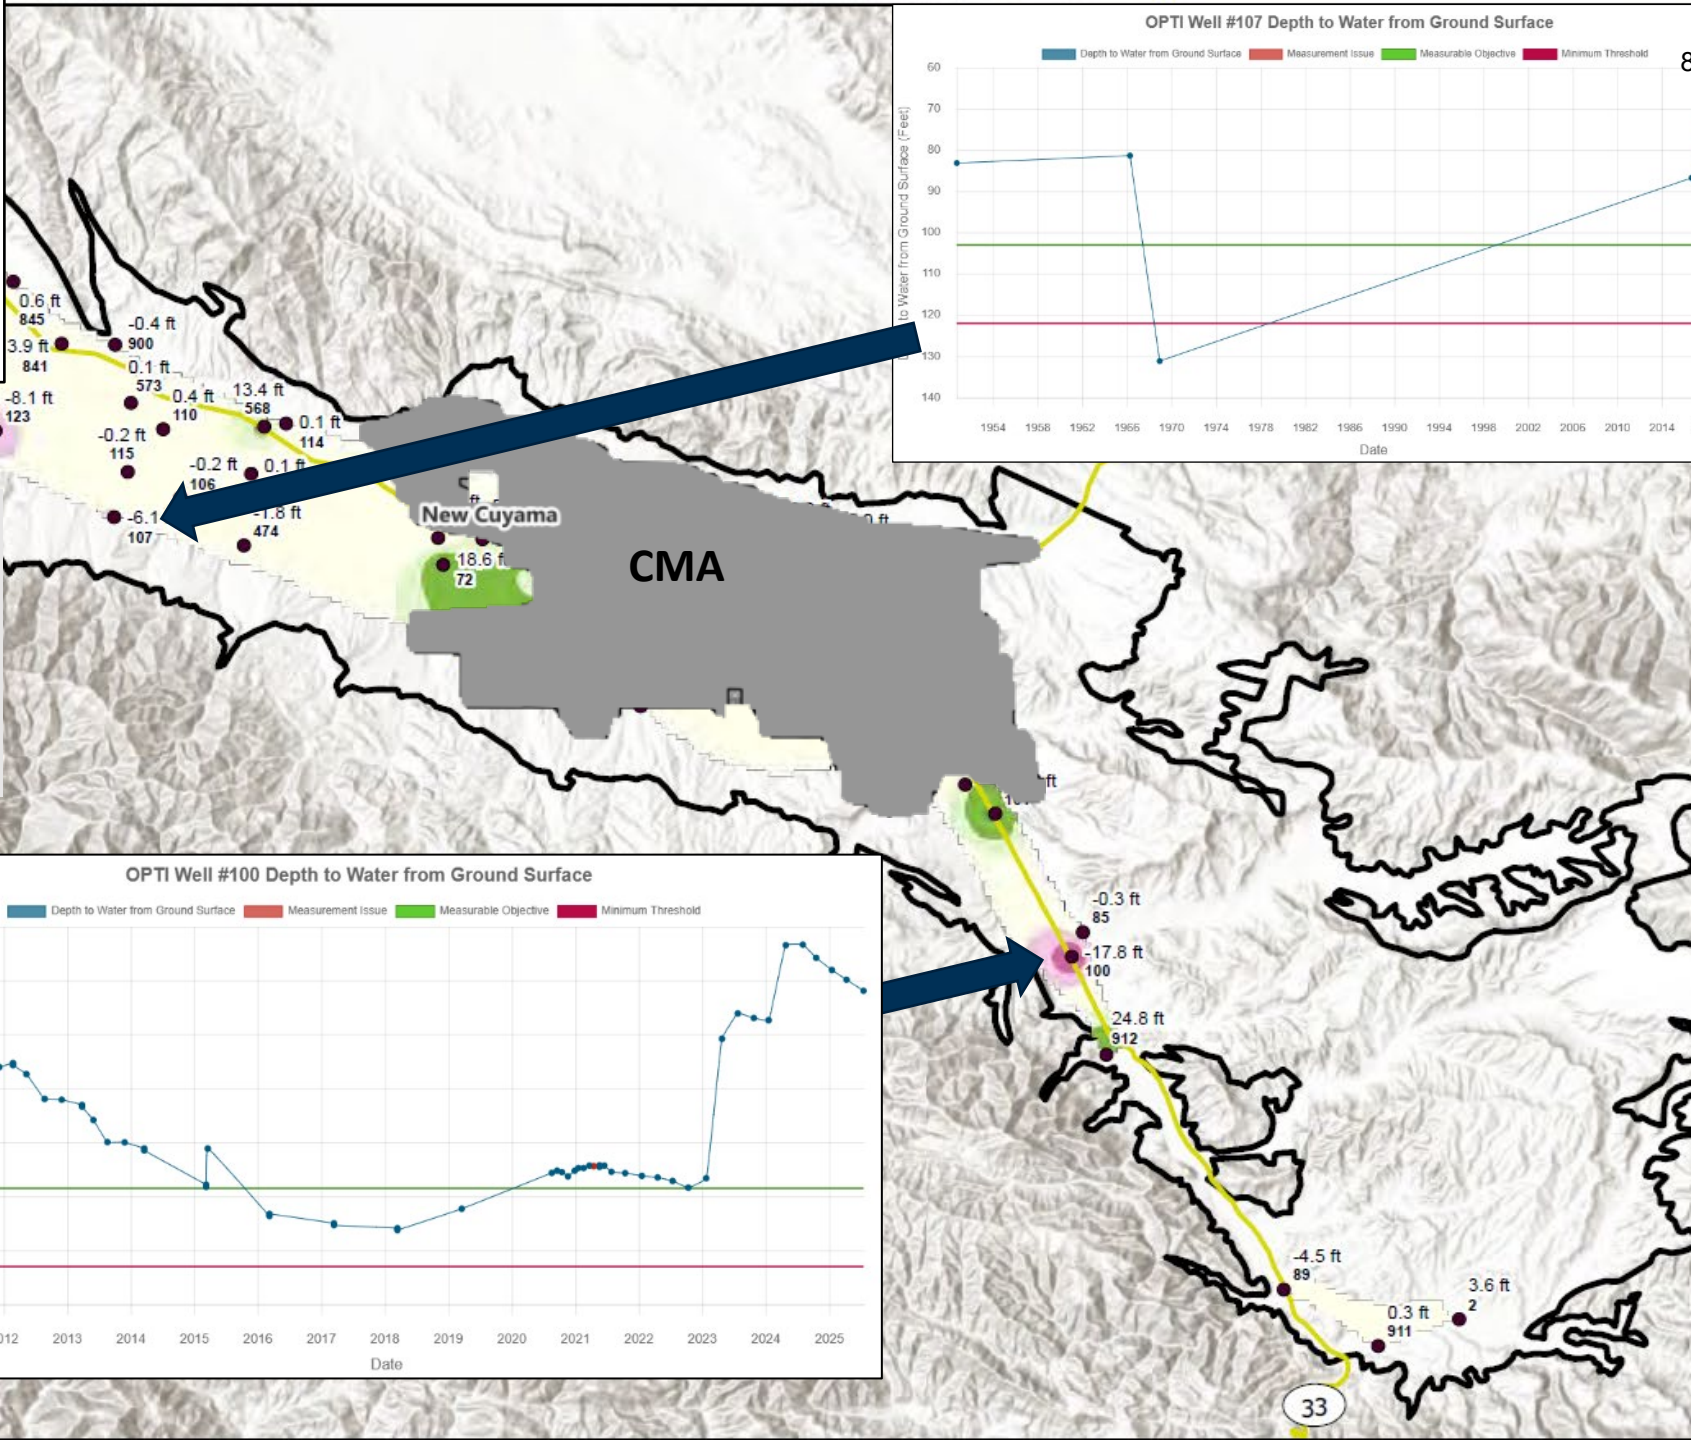 OPTI Well #107 Depth to Water from Ground Surface
Depth to Water from Ground Surface Measurement Issue Measurable Objective Minimum Threshold
8
to Water from Ground Surface (Feet)
60
70
80
90
100
110
120
130
140
1954 1958 1962 1966 1970 1974 1978 1982 1986 1990 1994 1998 2002 2006 2010 2014
Date
0.6 ft
845
-0.4 ft
900
3.9 ft
841
0.1 ft
573
-8.1 ft
123
0.4 ft
110
13.4 ft
568
0.1 ft
114
-0.2 ft
115
-0.2 ft
106
0.1 ft
-6.1
107
-1.8 ft
474
ft
New Cuyama
18.6 f
72
CMA
ft
-0.3 ft
85
-17.8 ft
100
24.8 ft
912
-4.5 ft
89
3.6 ft
2
0.3 ft
911
33
OPTI Well #100 Depth to Water from Ground Surface
Depth to Water from Ground Surface Measurement Issue Measurable Objective Minimum Threshold
012 2013 2014 2015 2016 2017 2018 2019 2020 2021 2022 2023 2024 2025
Date